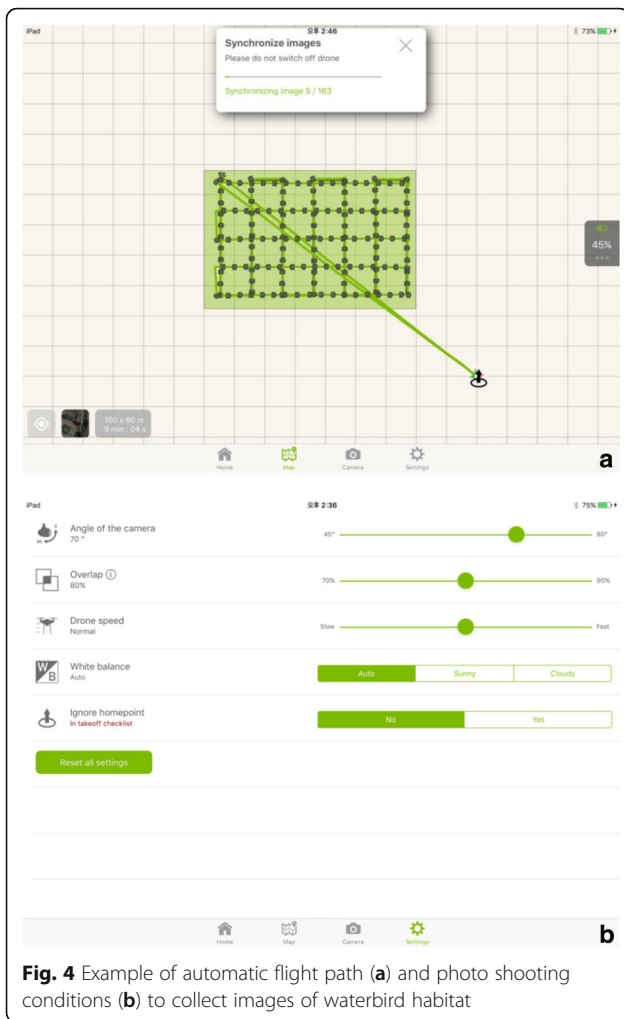 iPad
오후 2:46
73%
Synchronize images
Please do not switch off drone
Synchronizing image 5 / 163
45%
100 x 60 m
9 min : 04 s
Home
Map
Camera
Settings
a
iPad
오후 2:36
75%
Angle of the camera
70 °
45°
80°
Overlap
80%
70%
90%
Drone speed
Normal
Slow
Fast
W B
White balance
Auto
Auto
Sunny
Cloudy
Ignore homepoint
In takeoff checklist
No
Yes
Reset all settings
Home
Map
Camera
Settings
b
Fig. 4 Example of automatic flight path (a) and photo shooting
conditions (b) to collect images of waterbird habitat